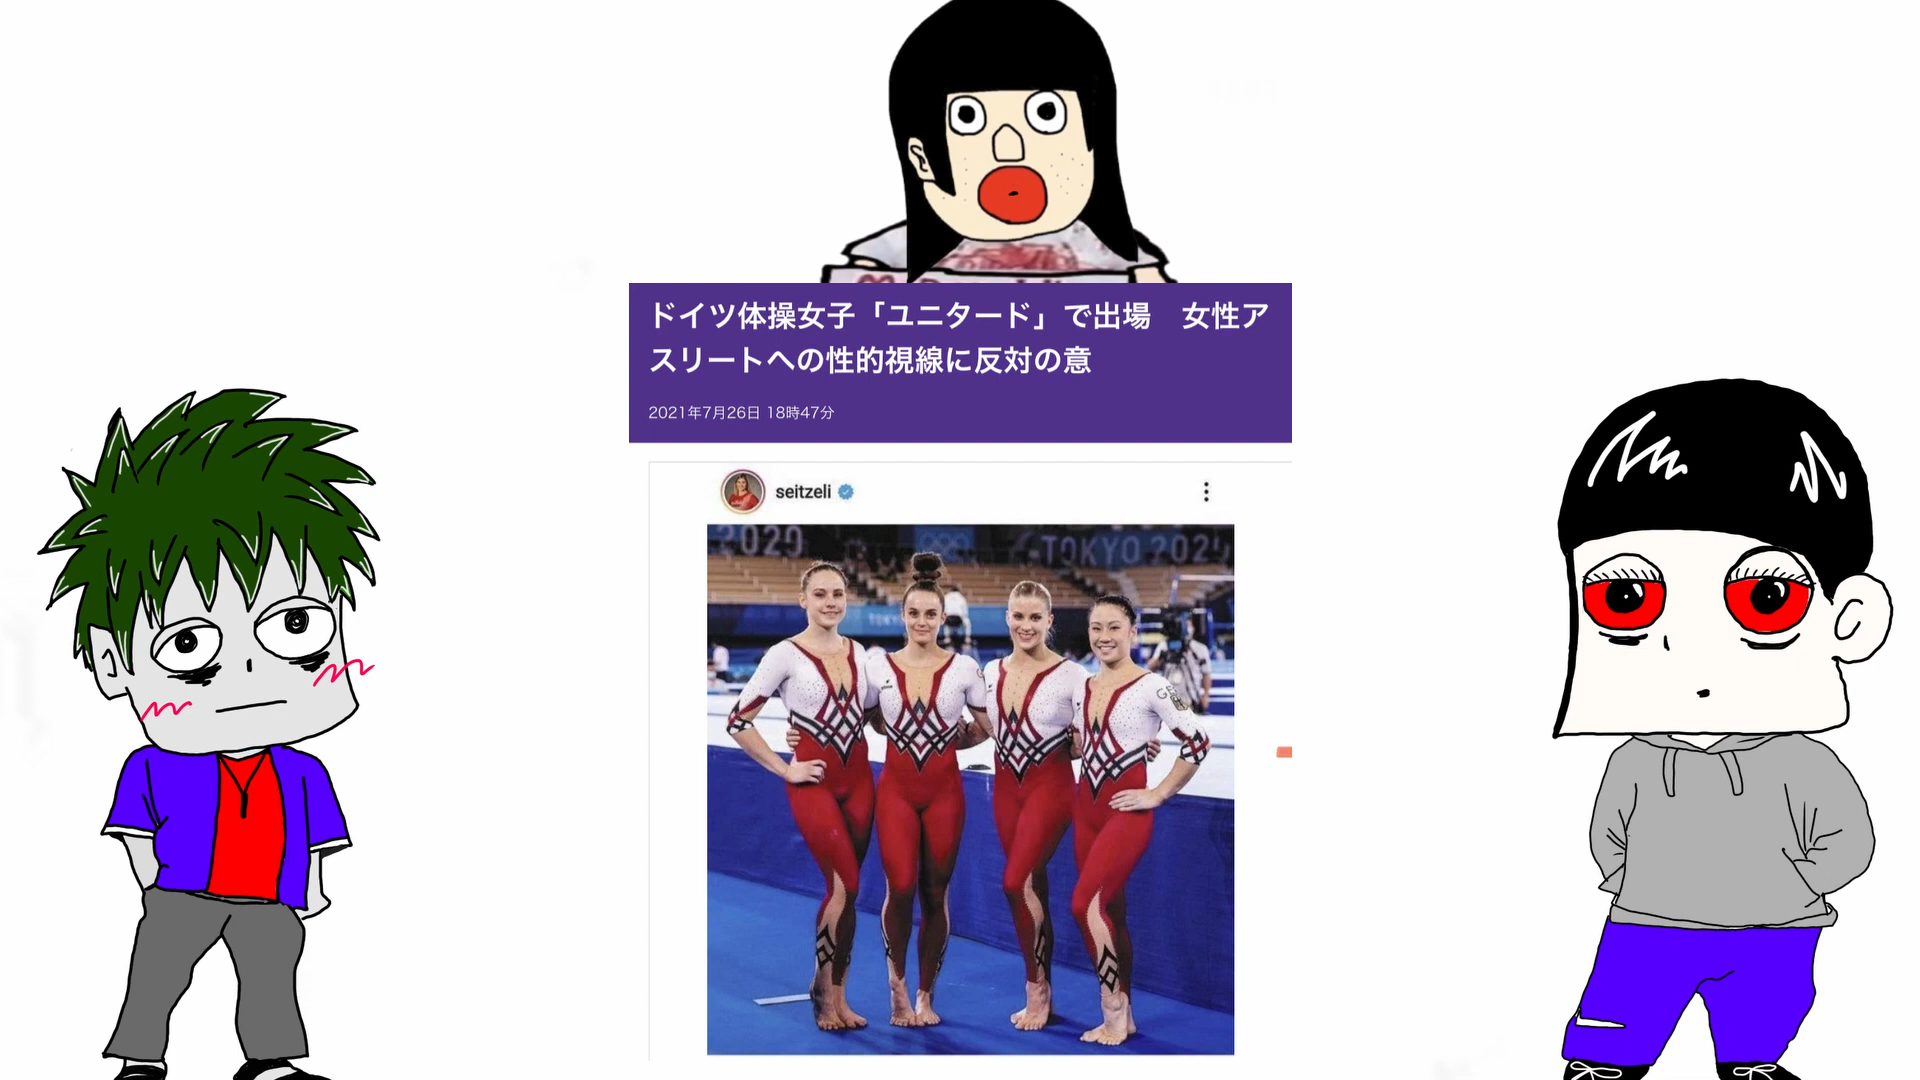 ドイツ体操女子「ユニタード」で出場　女性ア
スリートへの性的視線に反対の意
2021年7月26日 18時47分
seitzeli
2020
TOKYO 2020
GER